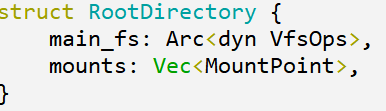 struct RootDirectory {
    main_fs: Arc<dyn VfsOps>,
    mounts: Vec<MountPoint>,
}